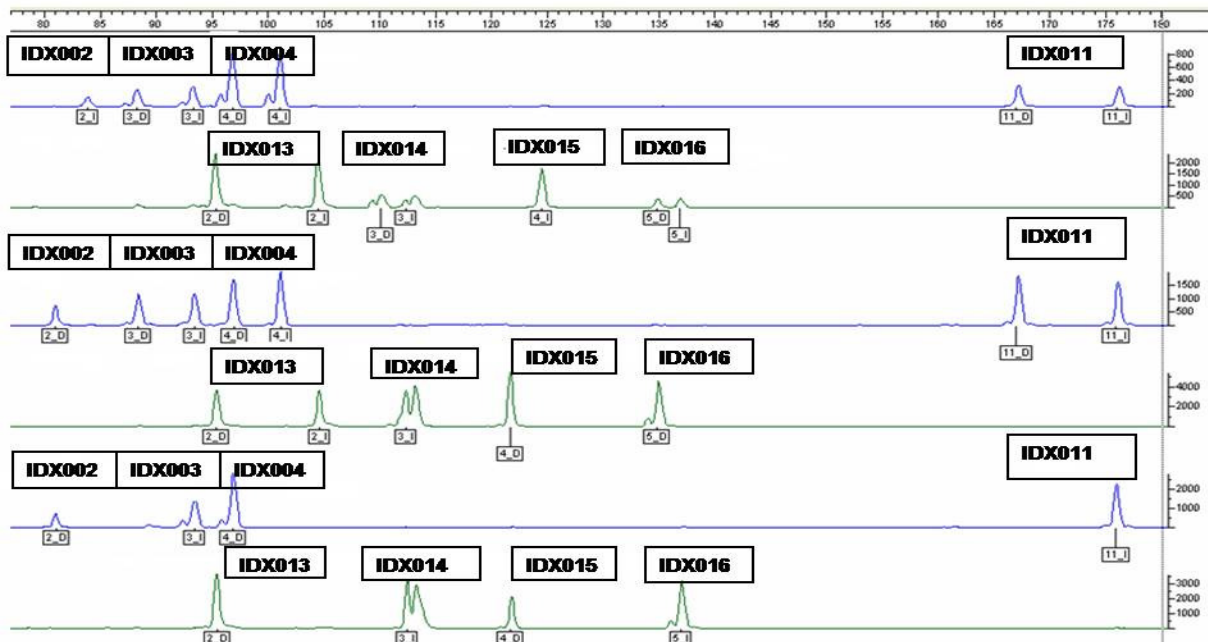 80 85 90 95 100 105 110 115 120 125 130 135 140 145 150 155 160 165 170 175 180
IDX002 IDX003 IDX004 IDX011
800
600
400
200
2_I 3_D 3_I 4_D 4_I 11_D 11_I
IDX013 IDX014 IDX015 IDX016
2000
1500
1000
500
2_D 2_I 3_I 4_I 5_D
3_D 5_I
IDX002 IDX003 IDX004 IDX011
1500
1000
500
2_D 3_D 3_I 4_D 4_I 11_I
11_D
IDX013 IDX014 IDX015 IDX016
4000
2000
2_D 2_I 3_I 5_D
4_D
IDX002 IDX003 IDX004 IDX011
2000
1000
2_D 3_I 4_D
11_I
IDX013 IDX014 IDX015 IDX016
3000
2000
1000
2_D 3_I 4_D 5_I